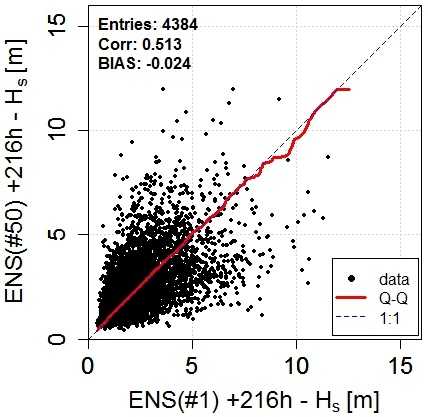 Entries: 4384
Corr: 0.513
BIAS: -0.024
ENS(#50) +216h - Hs [m]
15
10
5
0
data
Q-Q
1:1
0 5 10 15
ENS(#1) +216h - Hs [m]